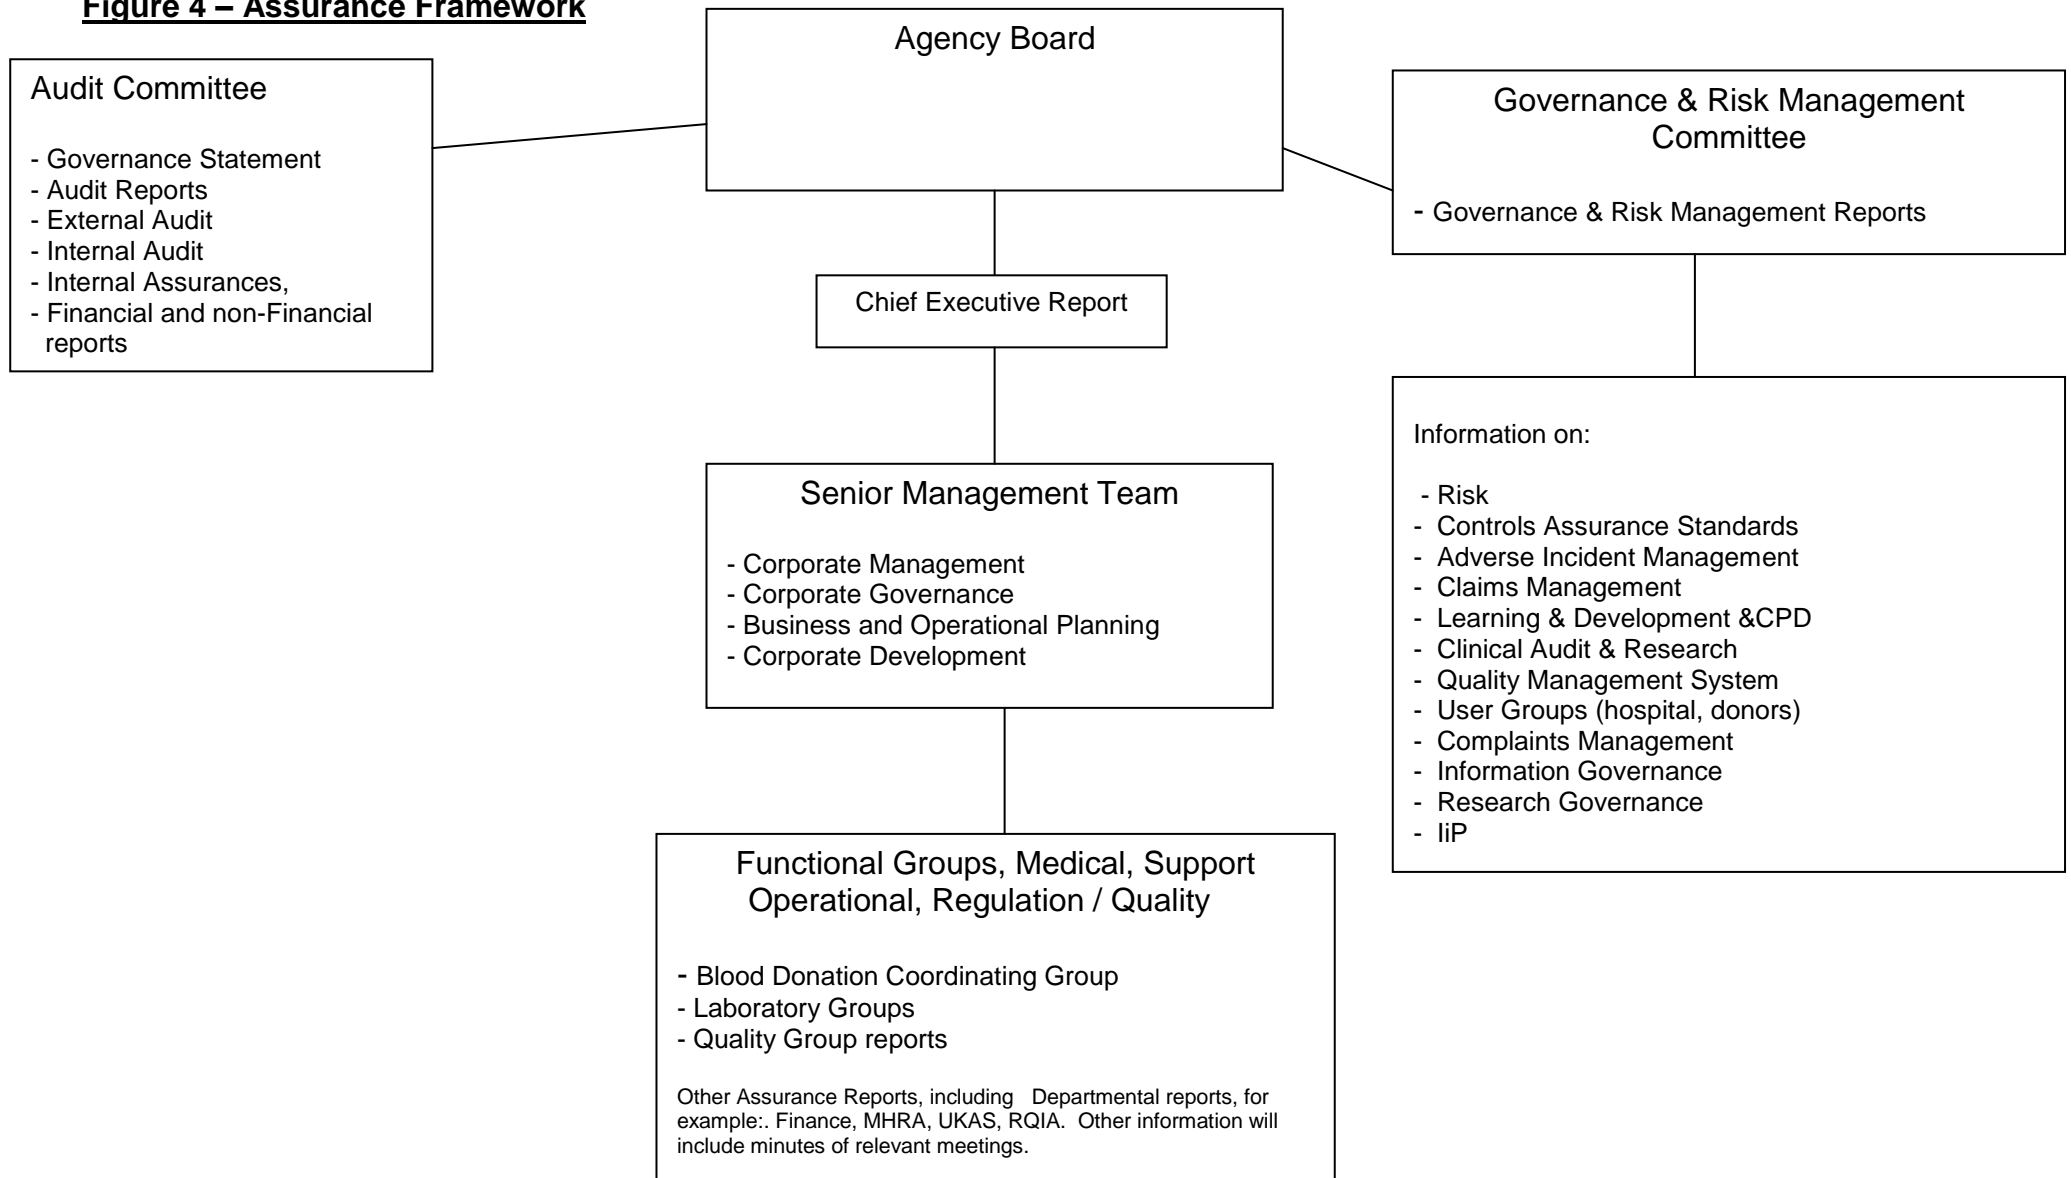 Figure 4 – Assurance Framework
Agency Board
Audit Committee
- Governance Statement
- Audit Reports
- External Audit
- Internal Audit
- Internal Assurances,
- Financial and non-Financial
reports
Governance & Risk Management
Committee
- Governance & Risk Management Reports
Chief Executive Report
Senior Management Team
- Corporate Management
- Corporate Governance
- Business and Operational Planning
- Corporate Development
Information on:
- Risk
- Controls Assurance Standards
- Adverse Incident Management
- Claims Management
- Learning & Development &CPD
- Clinical Audit & Research
- Quality Management System
- User Groups (hospital, donors)
- Complaints Management
- Information Governance
- Research Governance
- IiP
Functional Groups, Medical, Support
Operational, Regulation / Quality
- Blood Donation Coordinating Group
- Laboratory Groups
- Quality Group reports
Other Assurance Reports, including Departmental reports, for
example:. Finance, MHRA, UKAS, RQIA. Other information will
include minutes of relevant meetings.